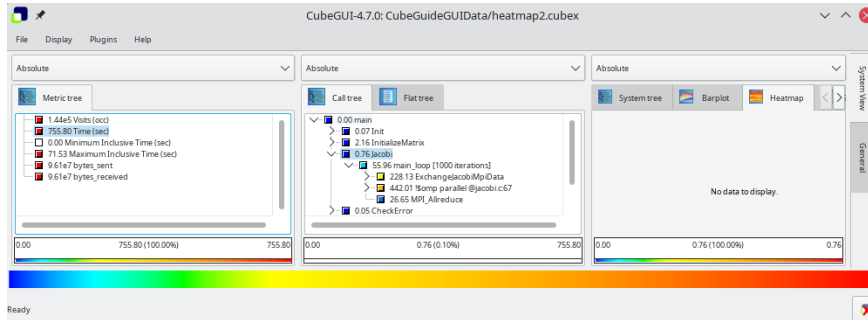 CubeGUI-4.7.0: CubeGuideGUIData/heatmap2.cubex
File Display Plugins Help
Absolute
Metric tree
1.44e5 Visits (occ)
755.80 Time (sec)
0.00 Minimum Inclusive Time (sec)
71.53 Maximum Inclusive Time (sec)
9.61e7 bytes_sent
9.61e7 bytes_received
0.00 755.80 (100.00%) 755.80
Absolute
Call tree Flat tree
0.00 main
0.07 Init
2.16 InitializeMatrix
0.76 Jacobi
55.96 main_loop [1000 iterations]
228.13 ExchangeJacobiMpiData
442.01 !$omp parallel @jacobi.c:67
26.65 MPI_Allreduce
0.05 CheckError
0.00 0.76 (0.10%) 755.80
Absolute
System tree Barplot Heatmap
No data to display.
0.00 0.76 (100.00%) 0.76
System View
General
Ready